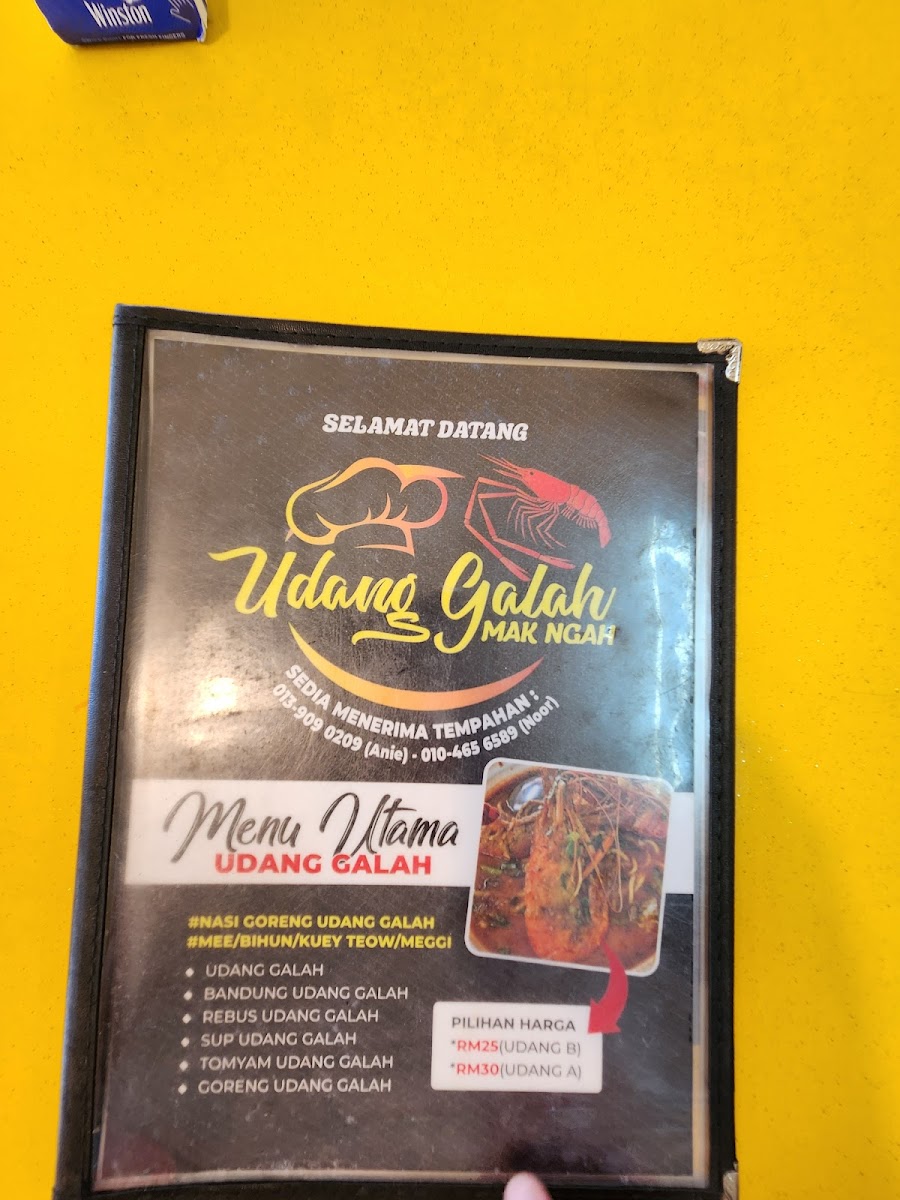 Winston
SELAMAT DATANG
Udang Galah
MAK NGAH
SEDIA MENERIMA TEMPAHAN :
013-909 0209 (Anie) - 010-465 6589 (Noor)
Menu Utama
UDANG GALAH
#NASI GORENG UDANG GALAH
#MEE/BIHUN/KUEY TEOW/MEGGI
• UDANG GALAH
• BANDUNG UDANG GALAH
• REBUS UDANG GALAH
• SUP UDANG GALAH
• TOMYAM UDANG GALAH
• GORENG UDANG GALAH
PILIHAN HARGA
*RM25(UDANG B)
*RM30(UDANG A)